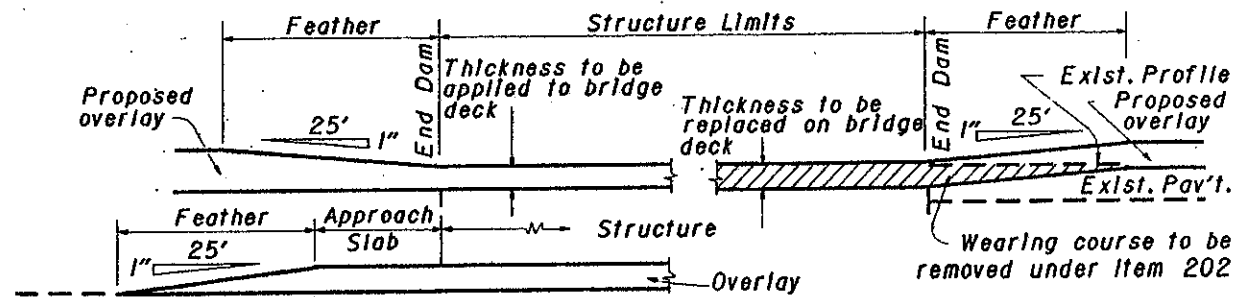 Feather
Structure Limits
Feather
Proposed
overlay
25'
1"
End Dam
Thickness to be
applied to bridge
deck
Thickness to be
replaced on bridge
deck
End Dam
Exist. Profile
Proposed
overlay
25'
1"
Exist. Pav't.
Feather
Approach
Slab
Structure
25'
1"
Overlay
Wearing course to be
removed under Item 202